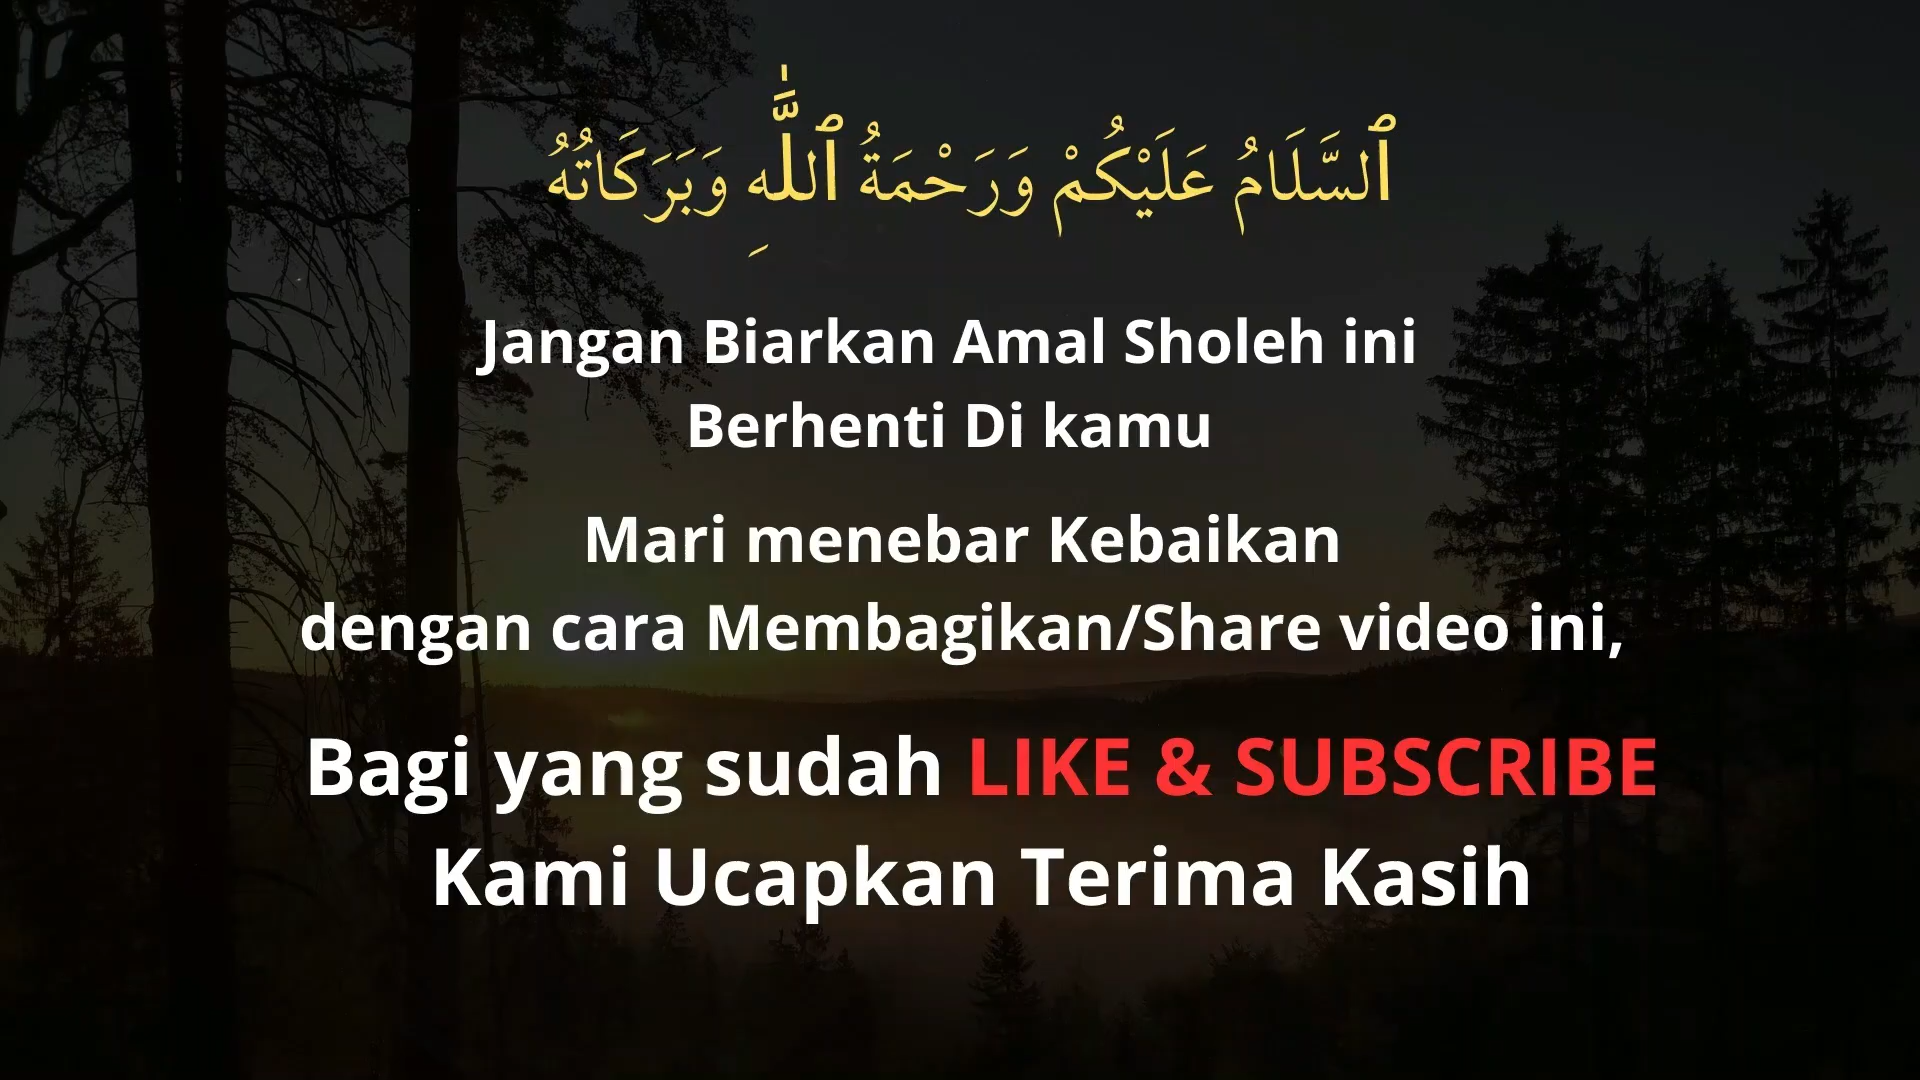 ٱلسَّلَامُ عَلَيْكُمْ وَرَحْمَةُ ٱللَّٰهِ وَبَرَكَاتُهُ
Jangan Biarkan Amal Sholeh ini
Berhenti Di kamu
Mari menebar Kebaikan
dengan cara Membagikan/Share video ini,
Bagi yang sudah LIKE & SUBSCRIBE
Kami Ucapkan Terima Kasih